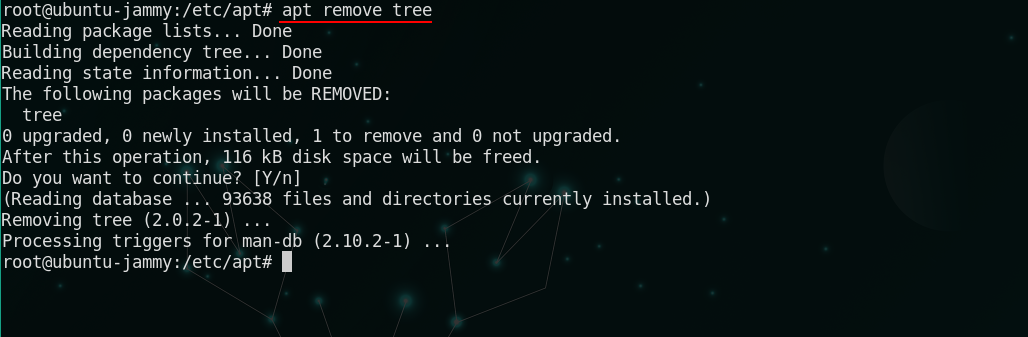 root@ubuntu-jammy:/etc/apt# apt remove tree
Reading package lists... Done
Building dependency tree... Done
Reading state information... Done
The following packages will be REMOVED:
  tree
0 upgraded, 0 newly installed, 1 to remove and 0 not upgraded.
After this operation, 116 kB disk space will be freed.
Do you want to continue? [Y/n]
(Reading database ... 93638 files and directories currently installed.)
Removing tree (2.0.2-1) ...
Processing triggers for man-db (2.10.2-1) ...
root@ubuntu-jammy:/etc/apt#